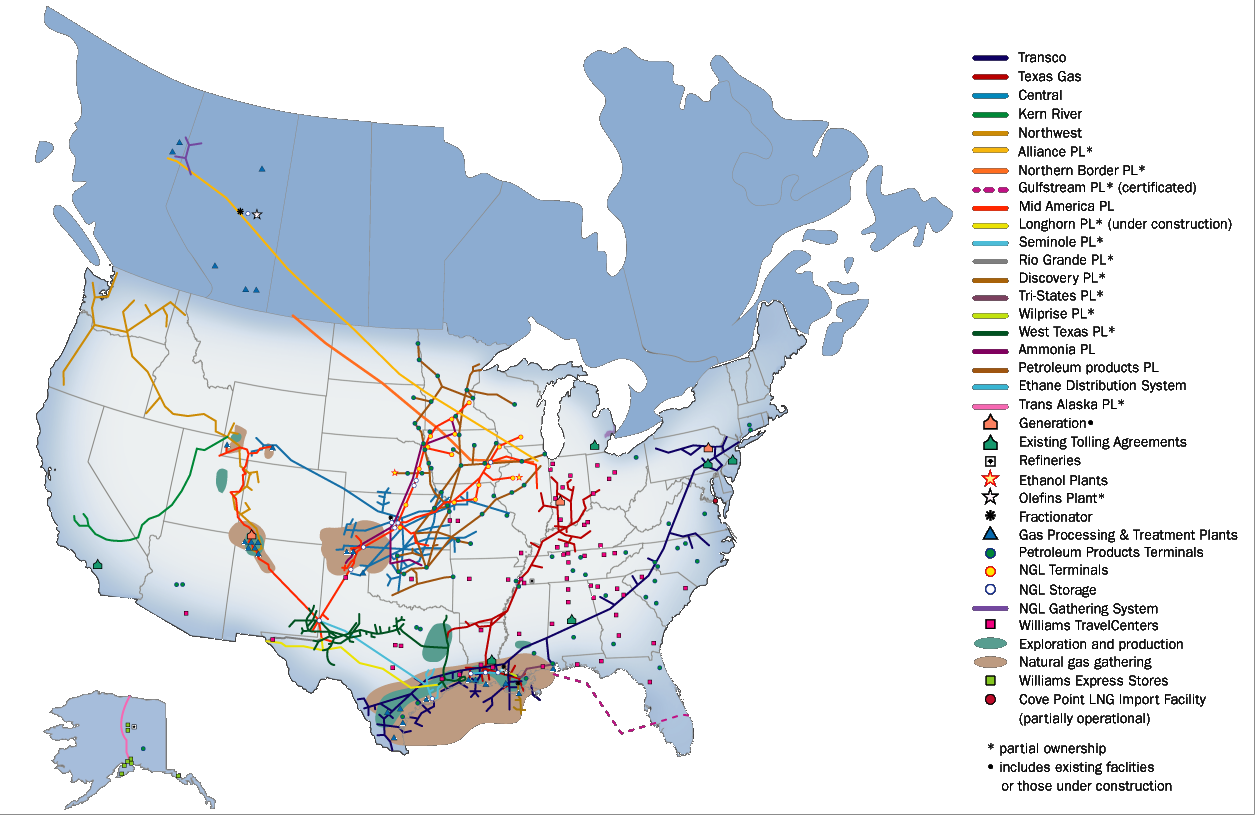 Transco
Texas Gas
Central
Kern River
Northwest
Alliance PL*
Northern Border PL*
Gulfstream PL* (certificated)
Mid America PL
Longhorn PL* (under construction)
Seminole PL*
Rio Grande PL*
Discovery PL*
Tri-States PL*
Wilprise PL*
West Texas PL*
Ammonia PL
Petroleum products PL
Ethane Distribution System
Trans Alaska PL*
Generation•
Existing Tolling Agreements
Refineries
Ethanol Plants
Olefins Plant*
Fractionator
Gas Processing & Treatment Plants
Petroleum Products Terminals
NGL Terminals
NGL Storage
NGL Gathering System
Williams TravelCenters
Exploration and production
Natural gas gathering
Williams Express Stores
Cove Point LNG Import Facility
(partially operational)
* partial ownership
• includes existing facilities
or those under construction